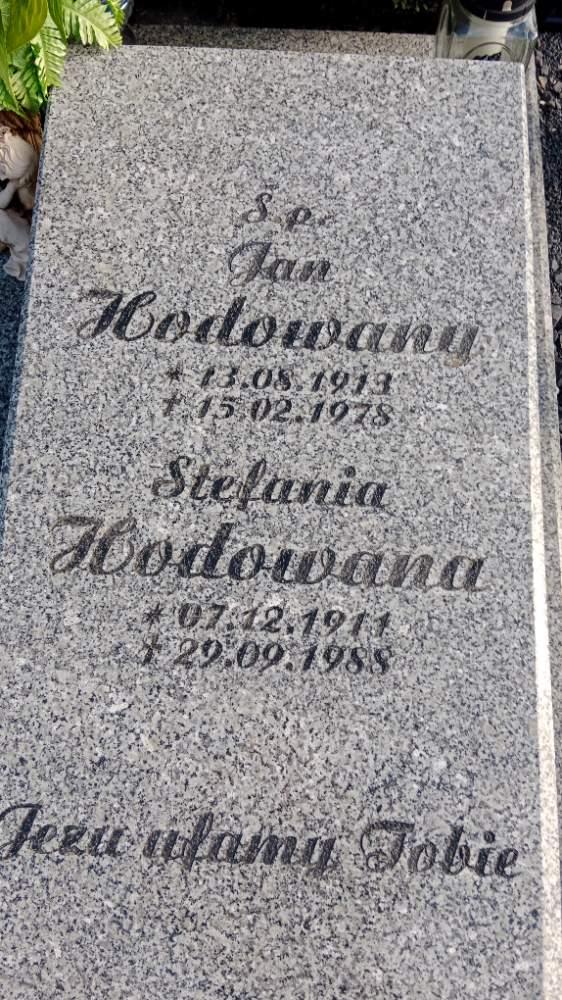 Ś.p.
Jan
Hodowany
* 13.08.1913
† 15.02.1978
Stefania
Hodowana
* 07.12.1911
† 29.09.1988
Jezu ufamy Tobie